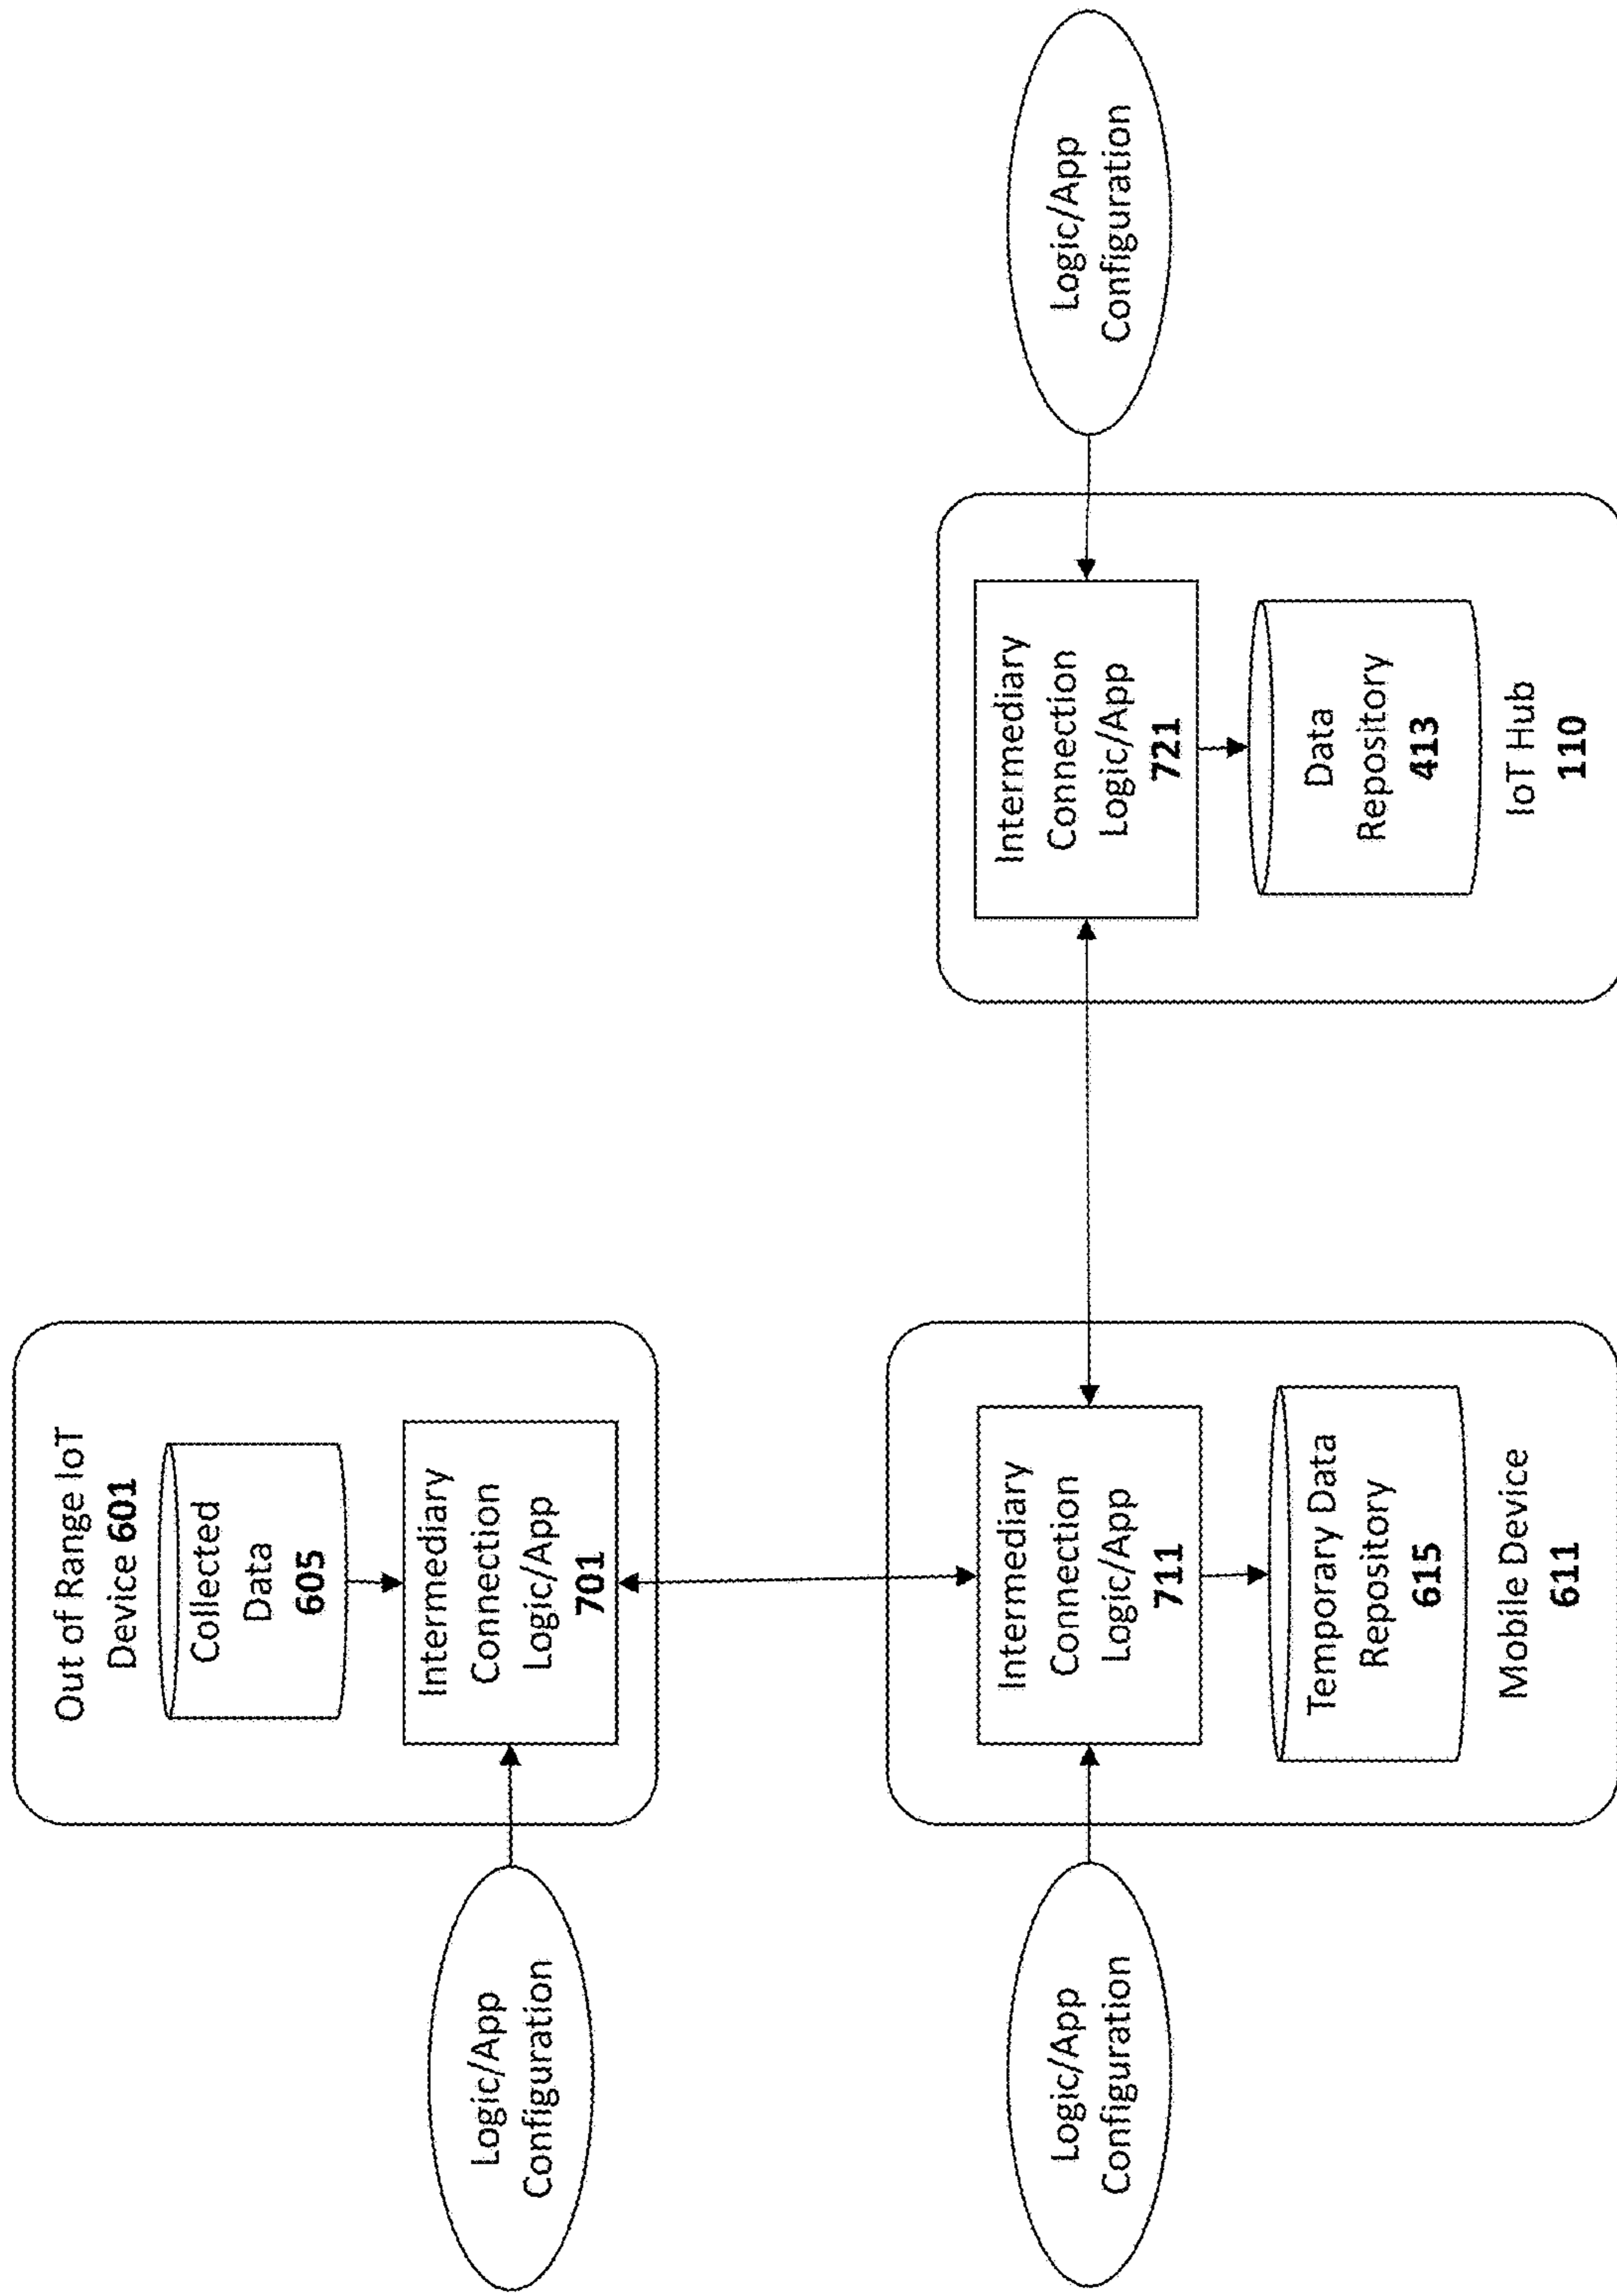 Out of Range IoT
Device 601
Collected
Data
605
Intermediary
Connection
Logic/App
701
Logic/App
Configuration
Logic/App
Configuration
Intermediary
Connection
Logic/App
711
Temporary Data
Repository
615
Mobile Device
611
Intermediary
Connection
Logic/App
721
Data
Repository
413
IoT Hub
110
Logic/App
Configuration